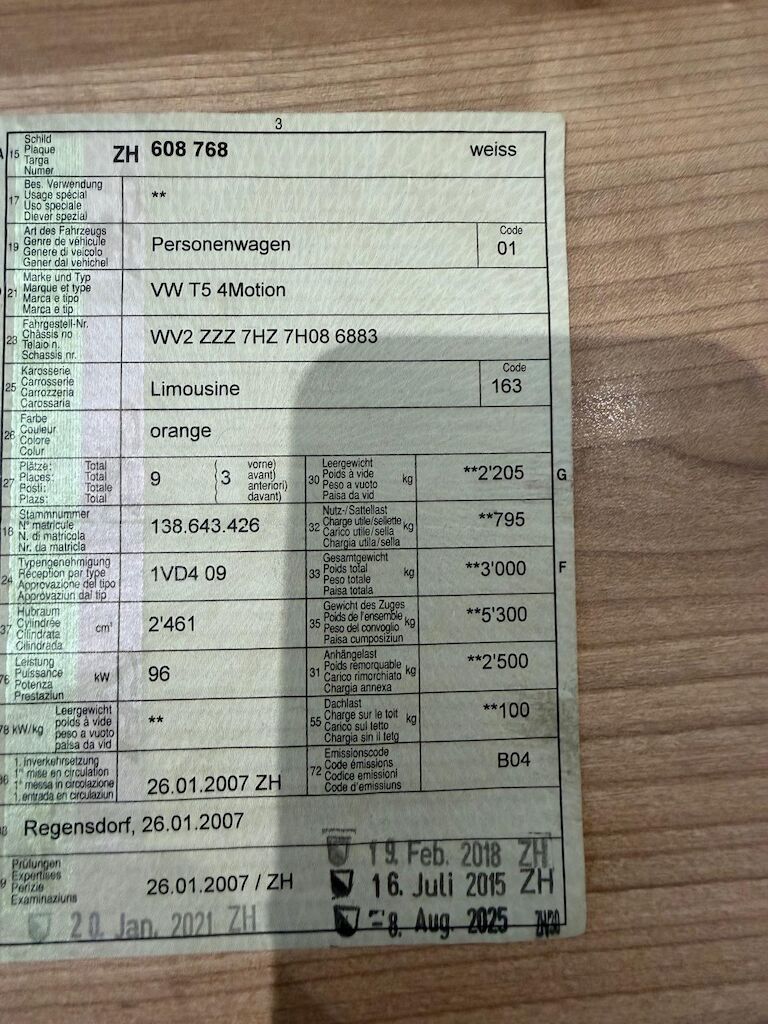 3
A 15 Schild
Plaque
Targa
Numer
ZH 608 768 weiss
17 Bes. Verwendung
Usage spécial
Uso speciale
Diever spezial
**
19 Art des Fahrzeugs
Genre de véhicule
Genere di veicolo
Gener dal vehichel
Personenwagen
Code
01
21 Marke und Typ
Marque et type
Marca e tipo
Marca e tip
VW T5 4Motion
23 Fahrgestell-Nr.
Châssis no
Telaio n.
Schassis nr.
WV2 ZZZ 7HZ 7H08 6883
25 Karosserie
Carrosserie
Carrozzeria
Carossaria
Limousine
Code
163
26 Farbe
Couleur
Colore
Colur
orange
27 Plätze: Total
Places: Total
Posti: Totale
Plazs: Total
9
3
vorne)
avant)
anteriori)
davant)
30 Leergewicht
Poids à vide
Peso a vuoto
Paisa da vid
kg
**2'205
G
18 Stammnummer
N° matricule
N. di matricola
Nr. da matricla
138.643.426
32 Nutz-/Sattellast
Charge utile/sellette
Carico utile/sella
Chargia utila/sella
kg
**795
24 Typengenehmigung
Réception par type
Approvazione del tipo
Approvaziun dal tip
1VD4 09
33 Gesamtgewicht
Poids total
Peso totale
Paisa totala
kg
**3'000
F
37 Hubraum
Cylindrée
Cilindrata
Cilindrada
cm³
2'461
35 Gewicht des Zuges
Poids de l'ensemble
Peso del convoglio
Paisa cumposiziun
kg
**5'300
76 Leistung
Puissance
Potenza
Prestaziun
kW
96
31 Anhängelast
Poids remorquable
Carico rimorchiato
Chargia annexa
kg
**2'500
78 kW/kg
Leergewicht
poids à vide
peso a vuoto
paisa da vid
**
55 Dachlast
Charge sur le toit
Carico sul tetto
Chargia sin il tetg
kg
**100
36 1. Inverkehrsetzung
1re mise en circulation
1a messa in circolazione
1. entrada en circulaziun
26.01.2007 ZH
72 Emissionscode
Code émissions
Codice emissioni
Code d'emissiuns
B04
Regensdorf, 26.01.2007
Prüfungen
Expertises
Perizie
Examinaziuns
26.01.2007 / ZH
19. Feb. 2018 ZH
16. Juli 2015 ZH
20. Jan. 2021 ZH
-8. Aug. 2025